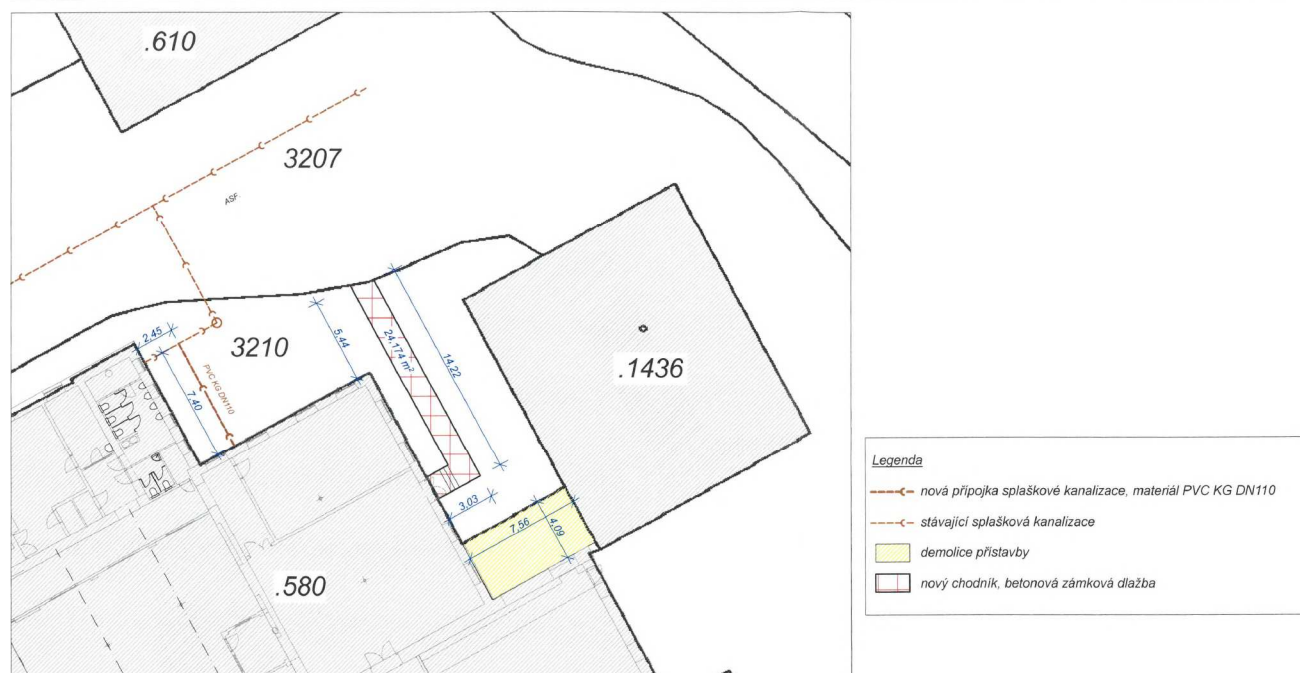 .610
3207
ASF.
2.45
3210
5.44
24,174 m²
14.22
.1436
7.40
PVC KG DN110
3.03
7.56
4.09
.580
Legenda
nová přípojka splaškové kanalizace, materiál PVC KG DN110
stávající splašková kanalizace
demolice přístavby
nový chodník, betonová zámková dlažba